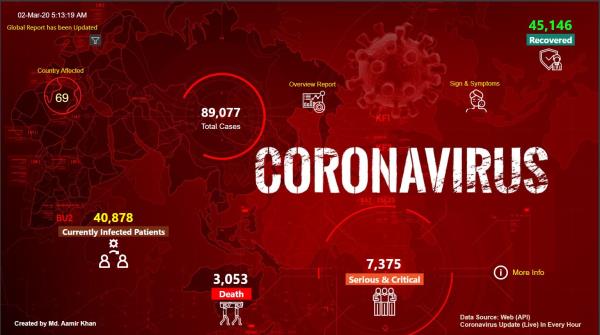 02-Mar-20 5:13:19 AM
Global Report has been Updated
45,146
Recovered
Country Affected
69
89,077
Total Cases
Overview Report
Sign & Symptoms
CORONAVIRUS
BU2
40,878
Currently Infected Patients
3,053
Death
7,375
Serious & Critical
More Info
Created by Md. Aamir Khan
Data Source: Web (API)
Coronavirus Update (Live) In Every Hour